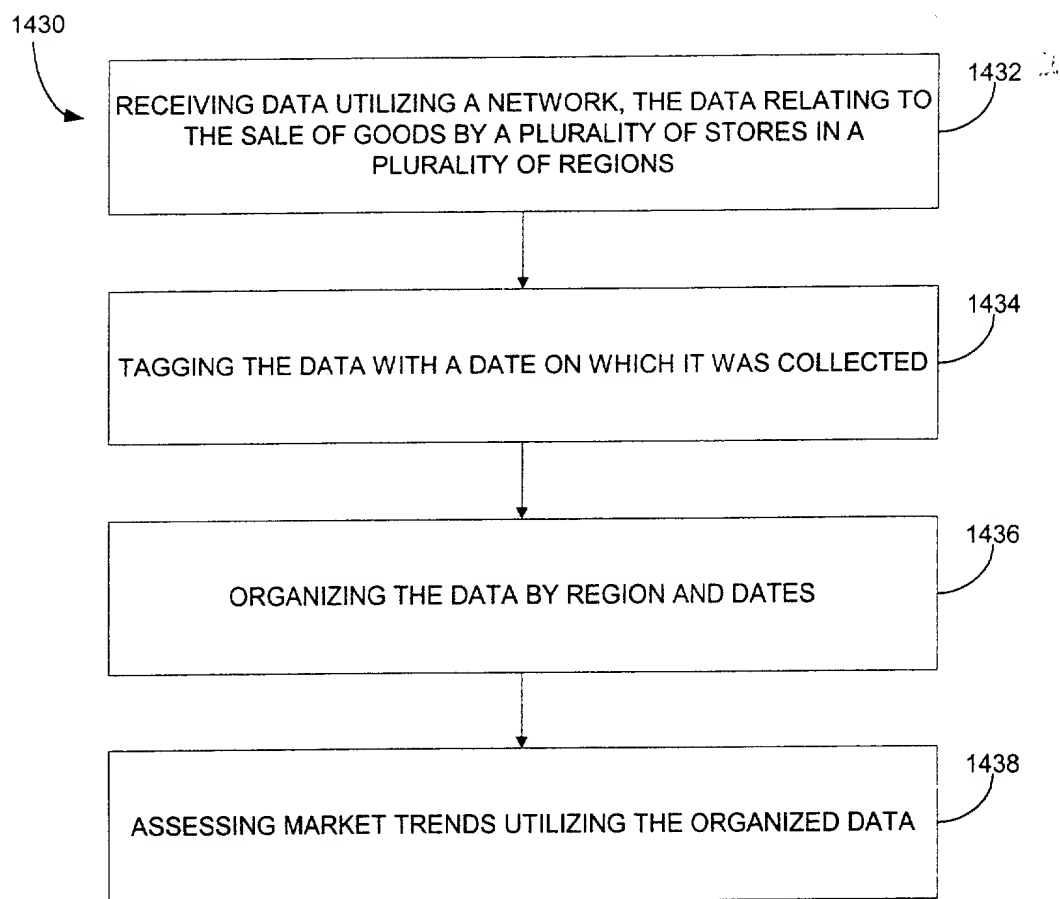 1430
1432
RECEIVING DATA UTILIZING A NETWORK, THE DATA RELATING TO
THE SALE OF GOODS BY A PLURALITY OF STORES IN A
PLURALITY OF REGIONS
1434
TAGGING THE DATA WITH A DATE ON WHICH IT WAS COLLECTED
1436
ORGANIZING THE DATA BY REGION AND DATES
1438
ASSESSING MARKET TRENDS UTILIZING THE ORGANIZED DATA